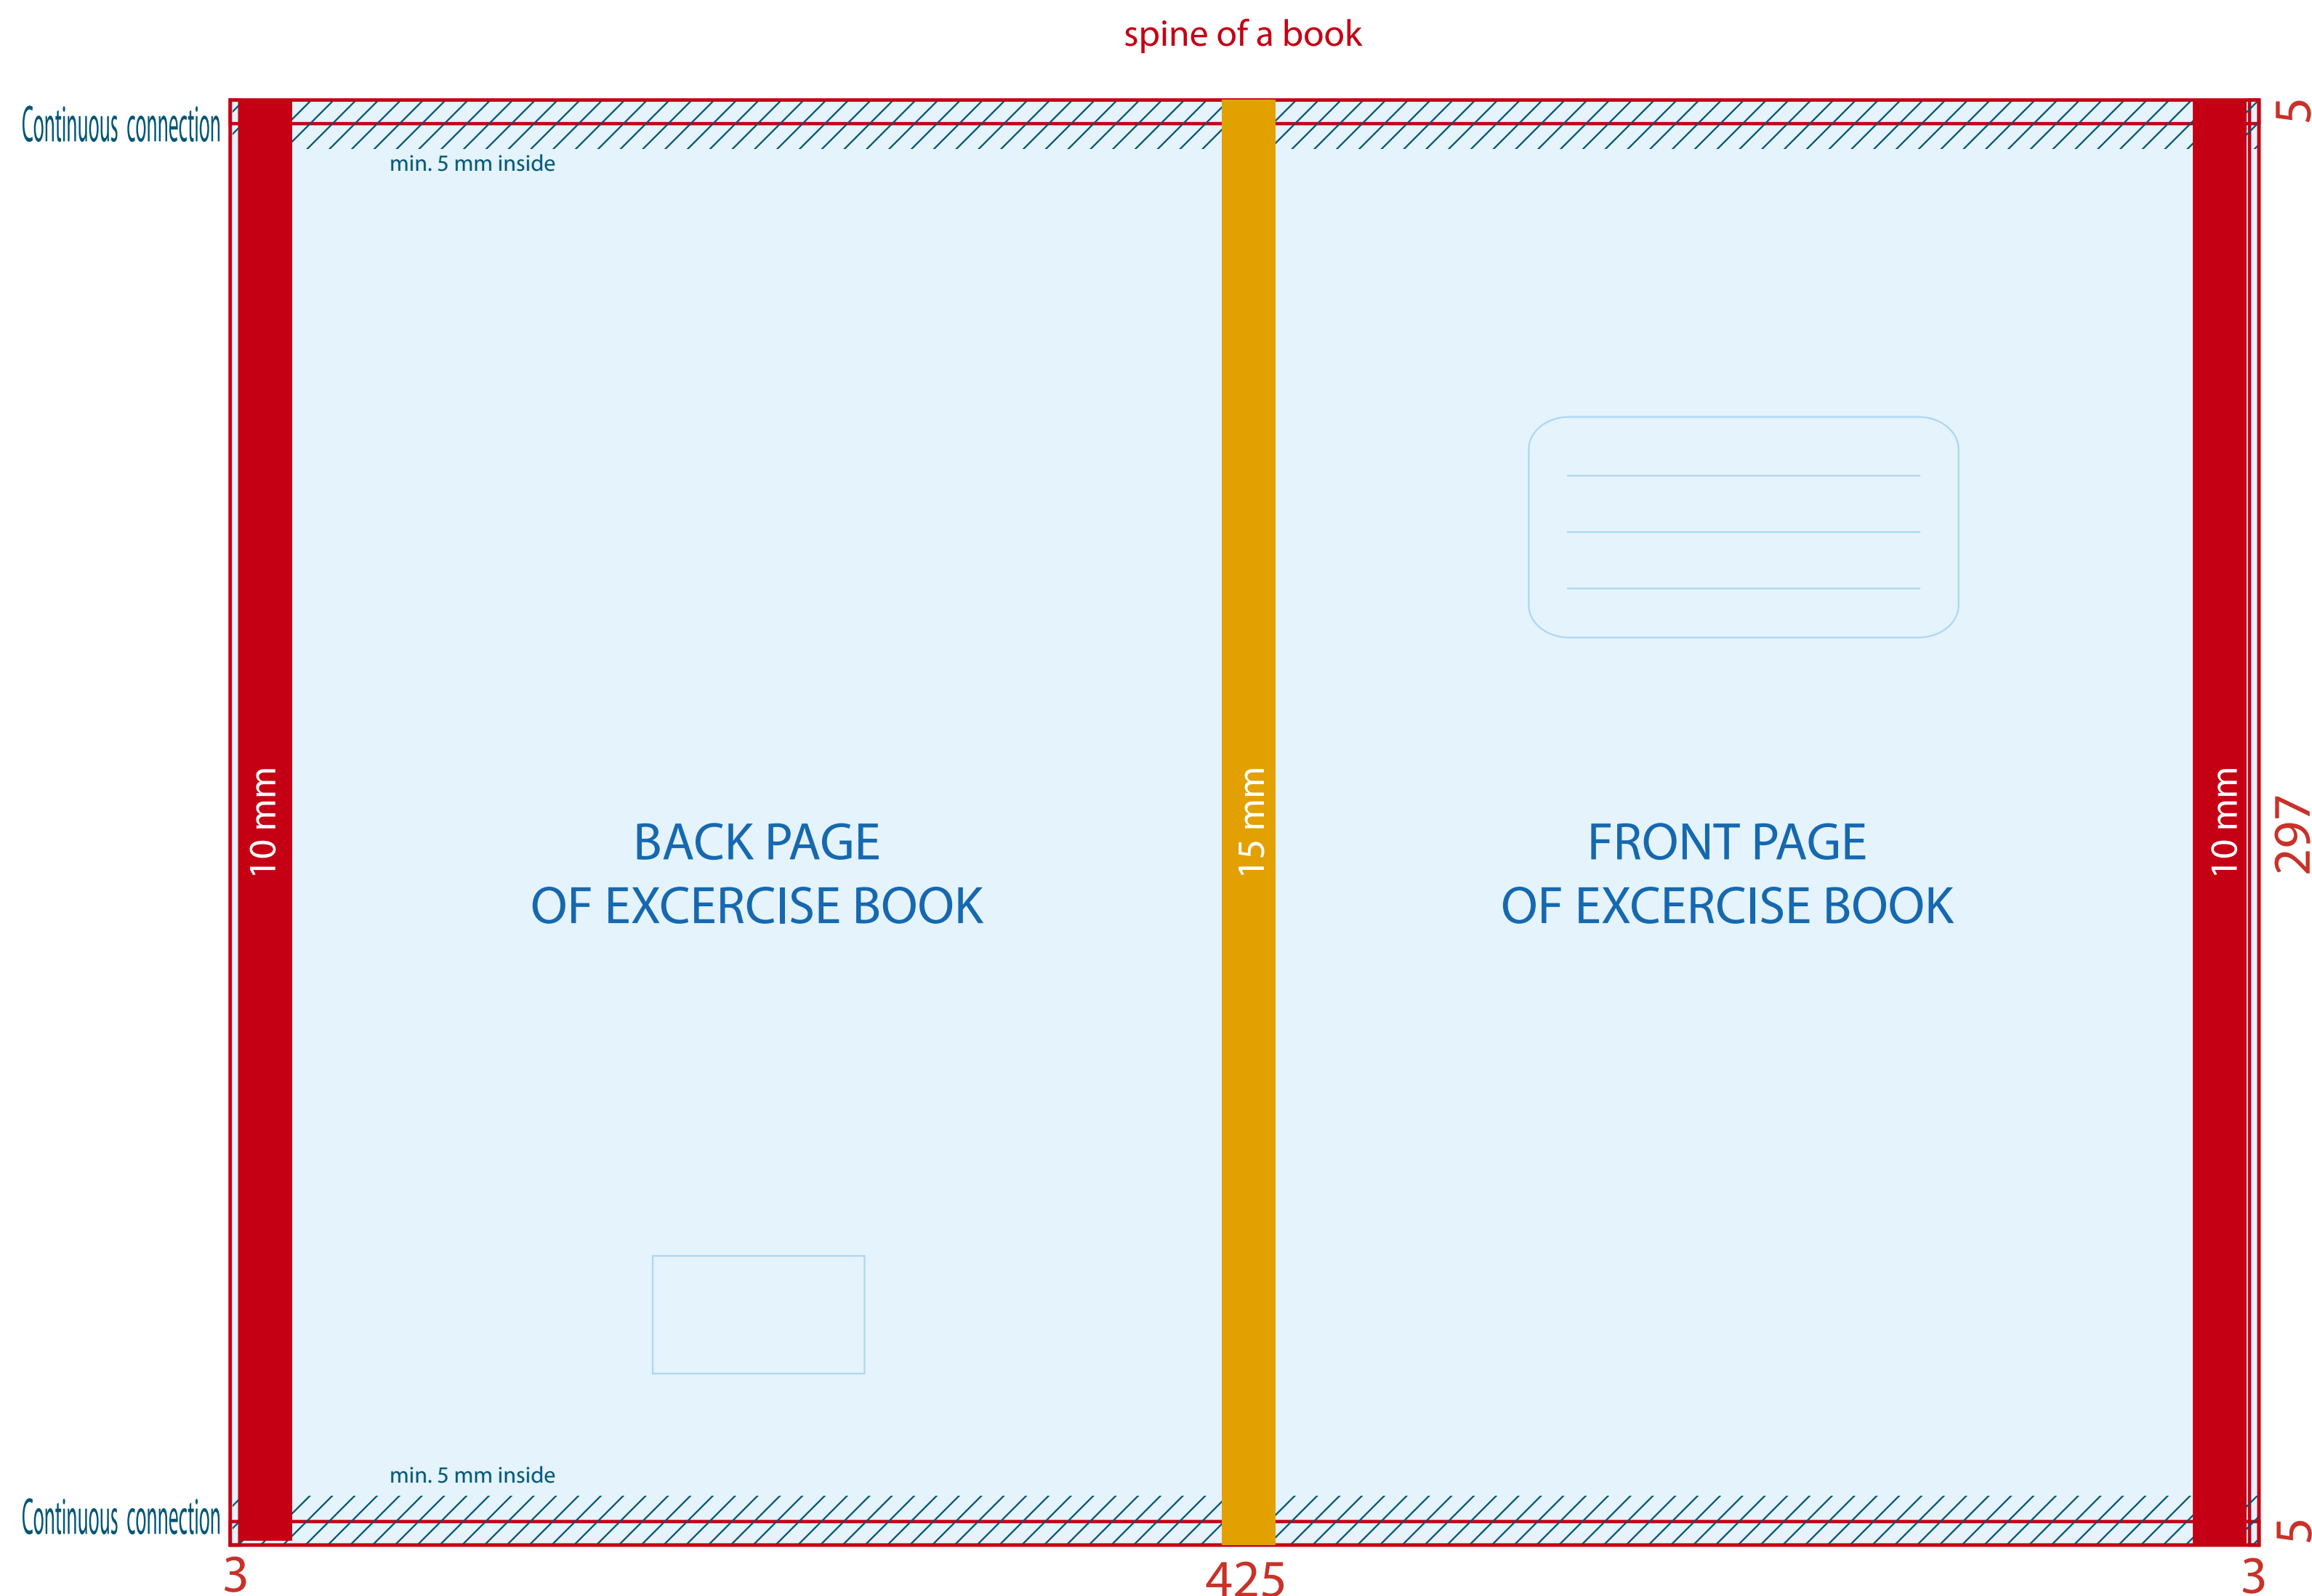 spine of a book
Continuous connection
5
min. 5 mm inside
10 mm
15 mm
10 mm
297
BACK PAGE
OF EXCERCISE BOOK
FRONT PAGE
OF EXCERCISE BOOK
min. 5 mm inside
Continuous connection
5
3
425
3